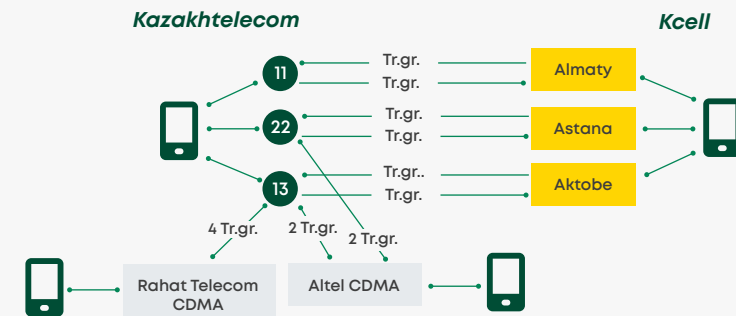 Kazakhtelecom
Kcell
Tr.gr.
11
Almaty
Tr.gr.
Tr.gr.
22
Astana
Tr.gr.
Tr.gr..
13
Aktobe
Tr.gr.
4 Tr.gr.
2 Tr.gr.
2 Tr.gr.
Rahat Telecom
CDMA
Altel CDMA